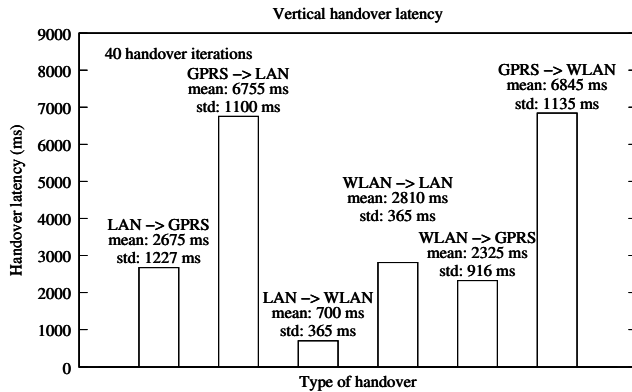 Vertical handover latency
9000
8000
7000
6000
5000
4000
3000
2000
1000
0
Handover latency (ms)
40 handover iterations
LAN −> GPRS
mean: 2675 ms
std: 1227 ms
GPRS −> LAN
mean: 6755 ms
std: 1100 ms
LAN −> WLAN
mean: 700 ms
std: 365 ms
WLAN −> LAN
mean: 2810 ms
std: 365 ms
WLAN −> GPRS
mean: 2325 ms
std: 916 ms
GPRS −> WLAN
mean: 6845 ms
std: 1135 ms
Type of handover